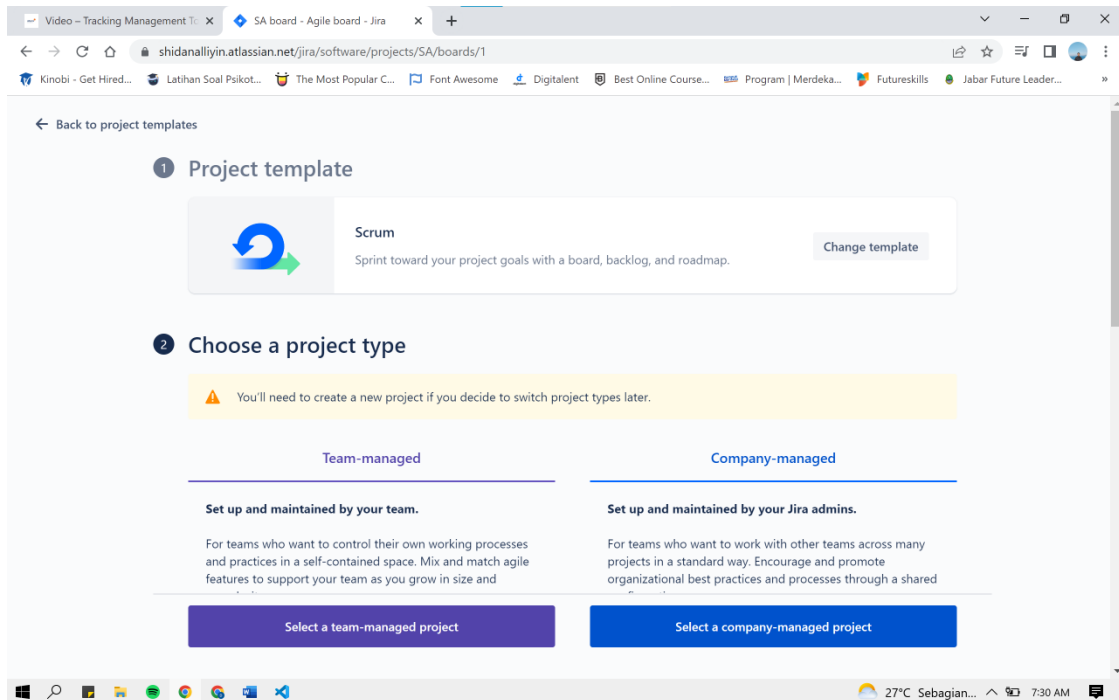 Video – Tracking Management To
SA board - Agile board - Jira
shidanalliyin.atlassian.net/jira/software/projects/SA/boards/1
Kinobi - Get Hired...
Latihan Soal Psikot...
The Most Popular C...
Font Awesome
Digitalent
Best Online Course...
Program | Merdeka...
Futureskills
Jabar Future Leader...
»
Back to project templates
1 Project template
Scrum
Sprint toward your project goals with a board, backlog, and roadmap.
Change template
2 Choose a project type
You'll need to create a new project if you decide to switch project types later.
Team-managed
Set up and maintained by your team.
For teams who want to control their own working processes
and practices in a self-contained space. Mix and match agile
features to support your team as you grow in size and
Select a team-managed project
Company-managed
Set up and maintained by your Jira admins.
For teams who want to work with other teams across many
projects in a standard way. Encourage and promote
organizational best practices and processes through a shared
Select a company-managed project
27°C Sebagian...
7:30 AM